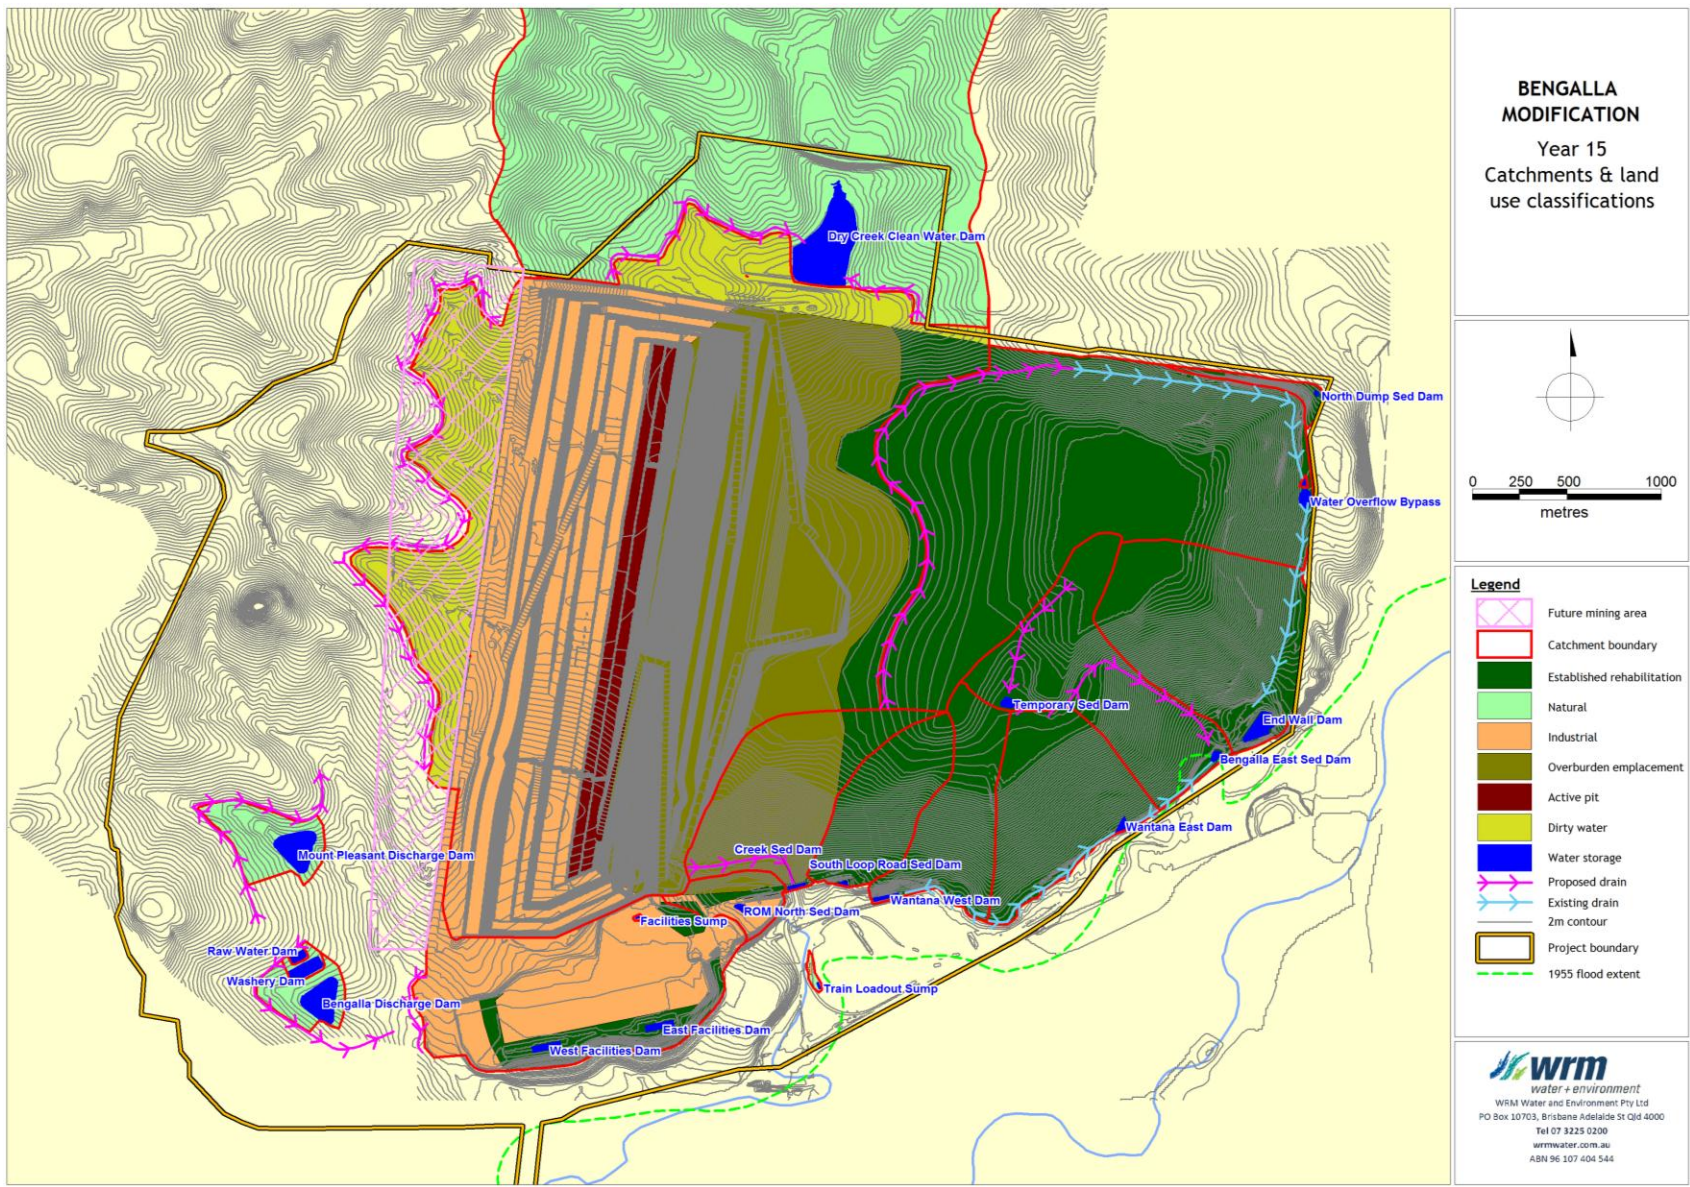 Dry Creek Clean Water Dam
North Dump Sed Dam
Water Overflow Bypass
Temporary Sed Dam
End Wall Dam
Bengalla East Sed Dam
Wantana East Dam
Mount Pleasant Discharge Dam
Creek Sed Dam
South Loop Road Sed Dam
Wantana West Dam
ROM North Sed Dam
Facilities Sump
Raw Water Dam
Washery Dam
Bengalla Discharge Dam
Train Loadout Sump
East Facilities Dam
West Facilities Dam
BENGALLA
MODIFICATION
Year 15
Catchments & land
use classifications
0 250 500 1000
metres
Legend
Future mining area
Catchment boundary
Established rehabilitation
Natural
Industrial
Overburden emplacement
Active pit
Dirty water
Water storage
Proposed drain
Existing drain
2m contour
Project boundary
1955 flood extent
wrm
water + environment
WRM Water and Environment Pty Ltd
PO Box 10703, Brisbane Adelaide St Qld 4000
Tel 07 3225 0200
wrmwater.com.au
ABN 96 107 404 544